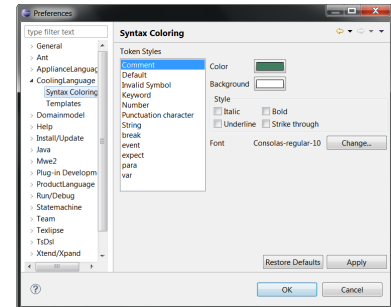 Preferences
type filter text
General
Ant
ApplianceLanguag
CoolingLanguage
Syntax Coloring
Templates
Domainmodel
Help
Install/Update
Java
Mwe2
Plug-in Developm
ProductLanguage
Run/Debug
Statemachine
Team
Texlipse
TsDsl
Xtend/Xpand
Syntax Coloring
Token Styles
Comment
Default
Invalid Symbol
Keyword
Number
Punctuation character
String
break
event
expect
para
var
Color
Background
Style
Italic Bold
Underline Strike through
Font Consolas-regular-10 Change...
Restore Defaults Apply
? OK Cancel